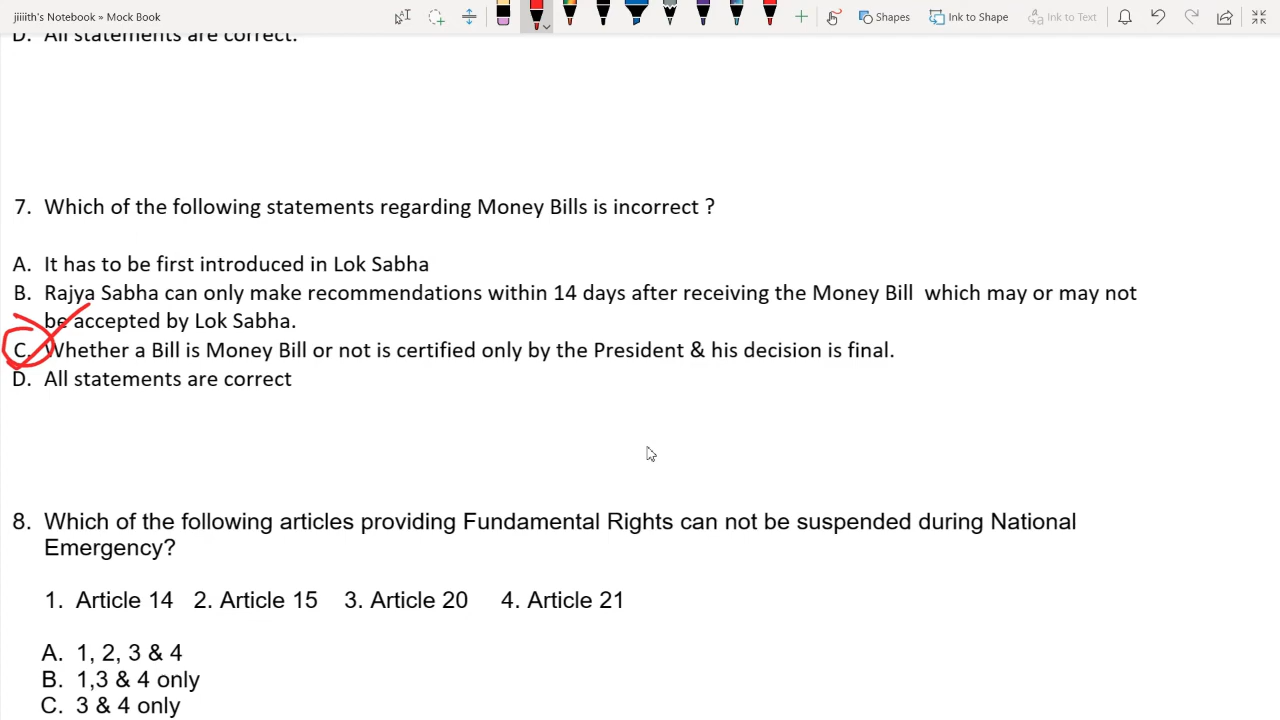 jiiiith's Notebook » Mock Book
Shapes
Ink to Shape
Ink to Text
D. All statements are correct.
7. Which of the following statements regarding Money Bills is incorrect ?
A. It has to be first introduced in Lok Sabha
B. Rajya Sabha can only make recommendations within 14 days after receiving the Money Bill which may or may not
be accepted by Lok Sabha.
C. Whether a Bill is Money Bill or not is certified only by the President & his decision is final.
D. All statements are correct
8. Which of the following articles providing Fundamental Rights can not be suspended during National
Emergency?
1. Article 14 2. Article 15 3. Article 20 4. Article 21
A. 1, 2, 3 & 4
B. 1,3 & 4 only
C. 3 & 4 only